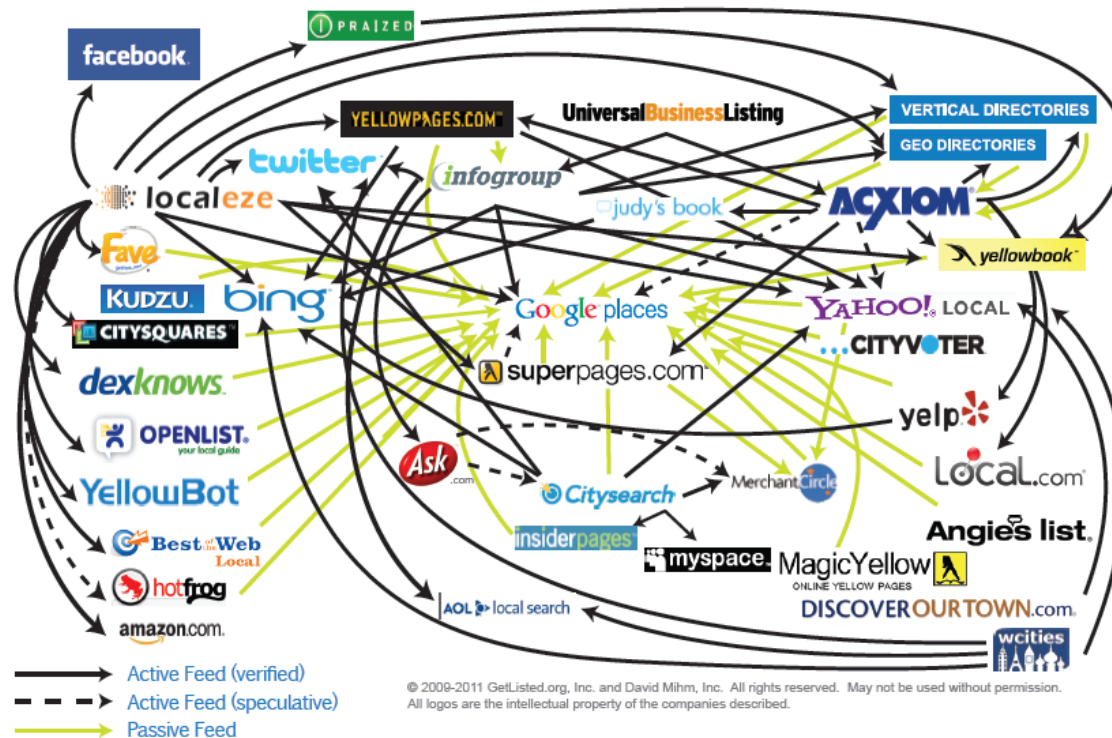 PRAIZED
facebook
YELLOWPAGES.COM
UniversalBusinessListing
VERTICAL DIRECTORIES
GEO DIRECTORIES
twitter
infogroup
localeze
judy's book
ACXIOM
Fave
yellowbook
KUDZU
bing
Google places
YAHOO! LOCAL
CITYSQUARES
CITYVOTER
superpages.com
dexknows
yelp
OPENLIST
your local guide
Ask
.com
Local.com
YELLOWBOT
Citysearch
MerchantCircle
Best of the Web
Local
insiderpages
Angie's list
myspace
MagicYellow
ONLINE YELLOW PAGES
hotfrog
AOL local search
DISCOVEROURTOWN.com
amazon.com
wcities
Active Feed (verified)
Active Feed (speculative)
Passive Feed
© 2009-2011 GetListed.org, Inc. and David Mihm, Inc. All rights reserved. May not be used without permission.
All logos are the intellectual property of the companies described.